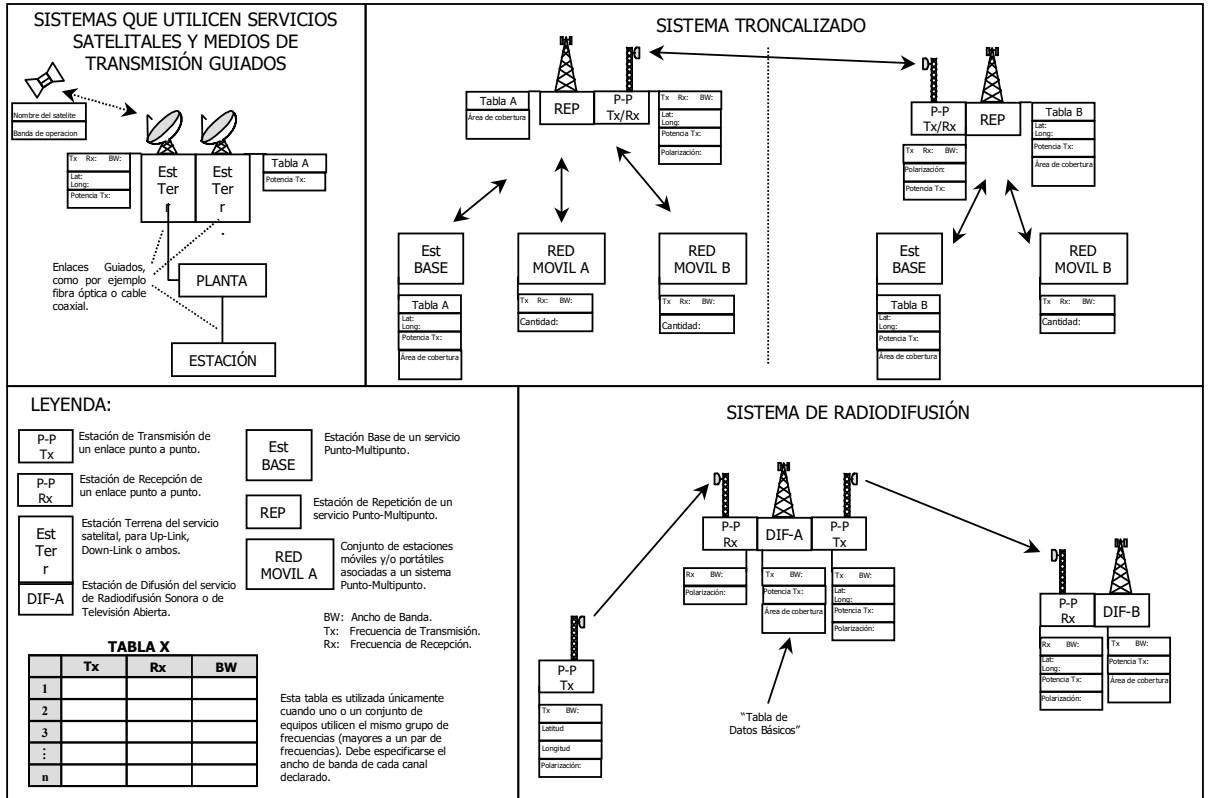 SISTEMAS QUE UTILICEN SERVICIOS
SATELITALES Y MEDIOS DE
TRANSMISIÓN GUIADOS
Nombre del satelite
Banda de operacion
Tx Rx: BW:
Lat:
Long:
Potencia Tx:
Est
Ter
r
Est
Ter
r
.
Tabla A
Potencia Tx:
Enlaces Guiados,
como por ejemplo
fibra óptica o cable
coaxial.
PLANTA
ESTACIÓN
SISTEMA TRONCALIZADO
Tabla A
Área de cobertura
REP
P-P
Tx/Rx
Tx Rx: BW:
Lat:
Long:
Potencia Tx:
Polarización:
P-P
Tx/Rx
REP
Tabla B
Potencia Tx:
Área de cobertura
Tx Rx: BW:
Polarización:
Potencia Tx:
Est
BASE
Tabla A
Lat:
Long:
Potencia Tx:
Área de cobertura
RED
MOVIL A
Tx Rx: BW:
Cantidad:
RED
MOVIL B
Tx Rx: BW:
Cantidad:
Est
BASE
Tabla B
Lat:
Long:
Potencia Tx:
Área de cobertura
RED
MOVIL B
Tx Rx: BW:
Cantidad:
LEYENDA:
P-P
Tx
Estación de Transmisión de
un enlace punto a punto.
P-P
Rx
Estación de Recepción de
un enlace punto a punto.
Est
Ter
r
Estación Terrena del servicio
satelital, para Up-Link,
Down-Link o ambos.
DIF-A
Estación de Difusión del servicio
de Radiodifusión Sonora o de
Televisión Abierta.
Est
BASE
Estación Base de un servicio
Punto-Multipunto.
REP
Estación de Repetición de un
servicio Punto-Multipunto.
RED
MOVIL A
Conjunto de estaciones
móviles y/o portátiles
asociadas a un sistema
Punto-Multipunto.
BW: Ancho de Banda.
Tx: Frecuencia de Transmisión.
Rx: Frecuencia de Recepción.
TABLA X
Tx Rx BW
1
2
3
⋮
n
Esta tabla es utilizada únicamente
cuando uno o un conjunto de
equipos utilicen el mismo grupo de
frecuencias (mayores a un par de
frecuencias). Debe especificarse el
ancho de banda de cada canal
declarado.
SISTEMA DE RADIODIFUSIÓN
P-P
Rx
DIF-A
P-P
Tx
Rx BW:
Polarización:
Tx BW:
Potencia Tx:
Área de cobertura
Tx BW:
Lat:
Long:
Potencia Tx:
Polarización:
P-P
Tx
Tx BW:
Latitud
Longitud
Polarización:
"Tabla de
Datos Básicos"
P-P
Rx
DIF-B
Rx BW:
Lat:
Long:
Potencia Tx:
Polarización:
Tx BW:
Potencia Tx:
Área de cobertura